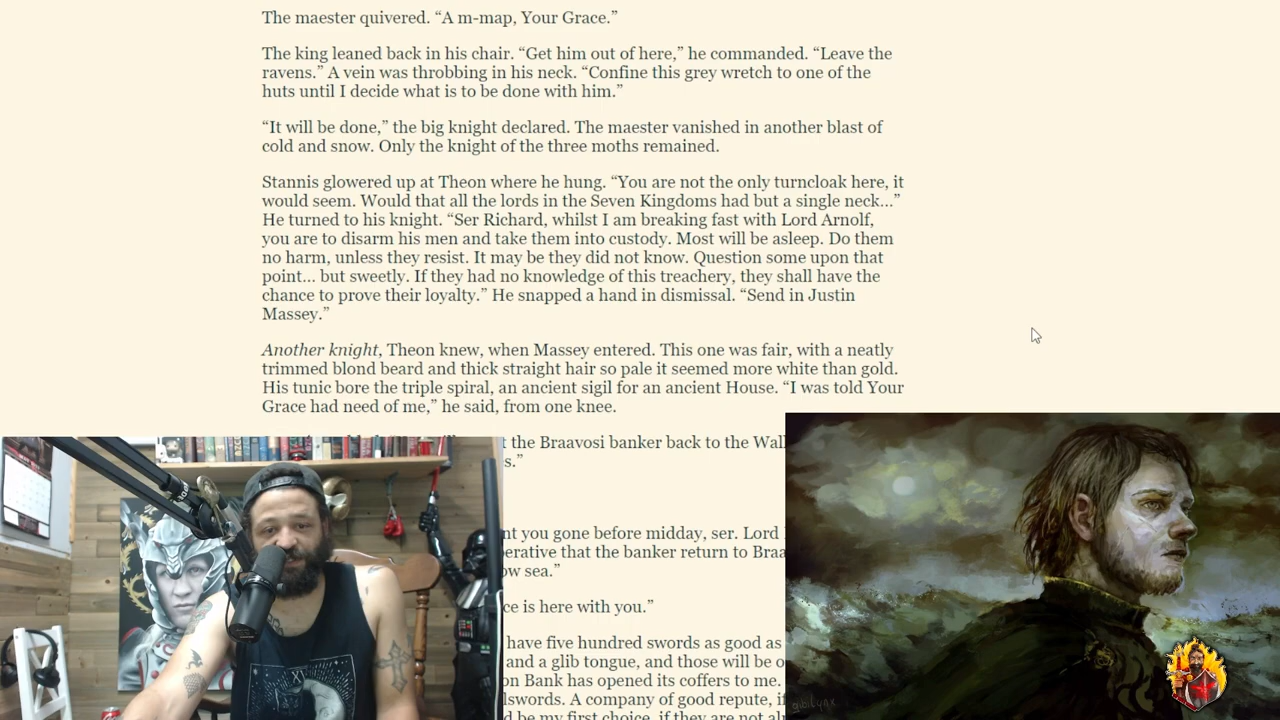 The maester quivered. “A m-map, Your Grace.”
The king leaned back in his chair. “Get him out of here,” he commanded. “Leave the
ravens.” A vein was throbbing in his neck. “Confine this grey wretch to one of the
huts until I decide what is to be done with him.”
“It will be done,” the big knight declared. The maester vanished in another blast of
cold and snow. Only the knight of the three moths remained.
Stannis glowered up at Theon where he hung. “You are not the only turncloak here, it
would seem. Would that all the lords in the Seven Kingdoms had but a single neck…”
He turned to his knight. “Ser Richard, whilst I am breaking fast with Lord Arnolf,
you are to disarm his men and take them into custody. Most will be asleep. Do them
no harm, unless they resist. It may be they did not know. Question some upon that
point… but sweetly. If they had no knowledge of this treachery, they shall have the
chance to prove their loyalty.” He snapped a hand in dismissal. “Send in Justin
Massey.”
Another knight, Theon knew, when Massey entered. This one was fair, with a neatly
trimmed blond beard and thick straight hair so pale it seemed more white than gold.
His tunic bore the triple spiral, an ancient sigil for an ancient House. “I was told Your
Grace had need of me,” he said, from one knee.
the Braavosi banker back to the Wall
s.”
you gone before midday, ser. Lord
that the banker return to
sea.”
is here with you.”
have five hundred swords as good as
and a glib tongue, and those will be
Bank has opened its coffers to me.
A company of good repute,
be my first choice, if they are not
XI